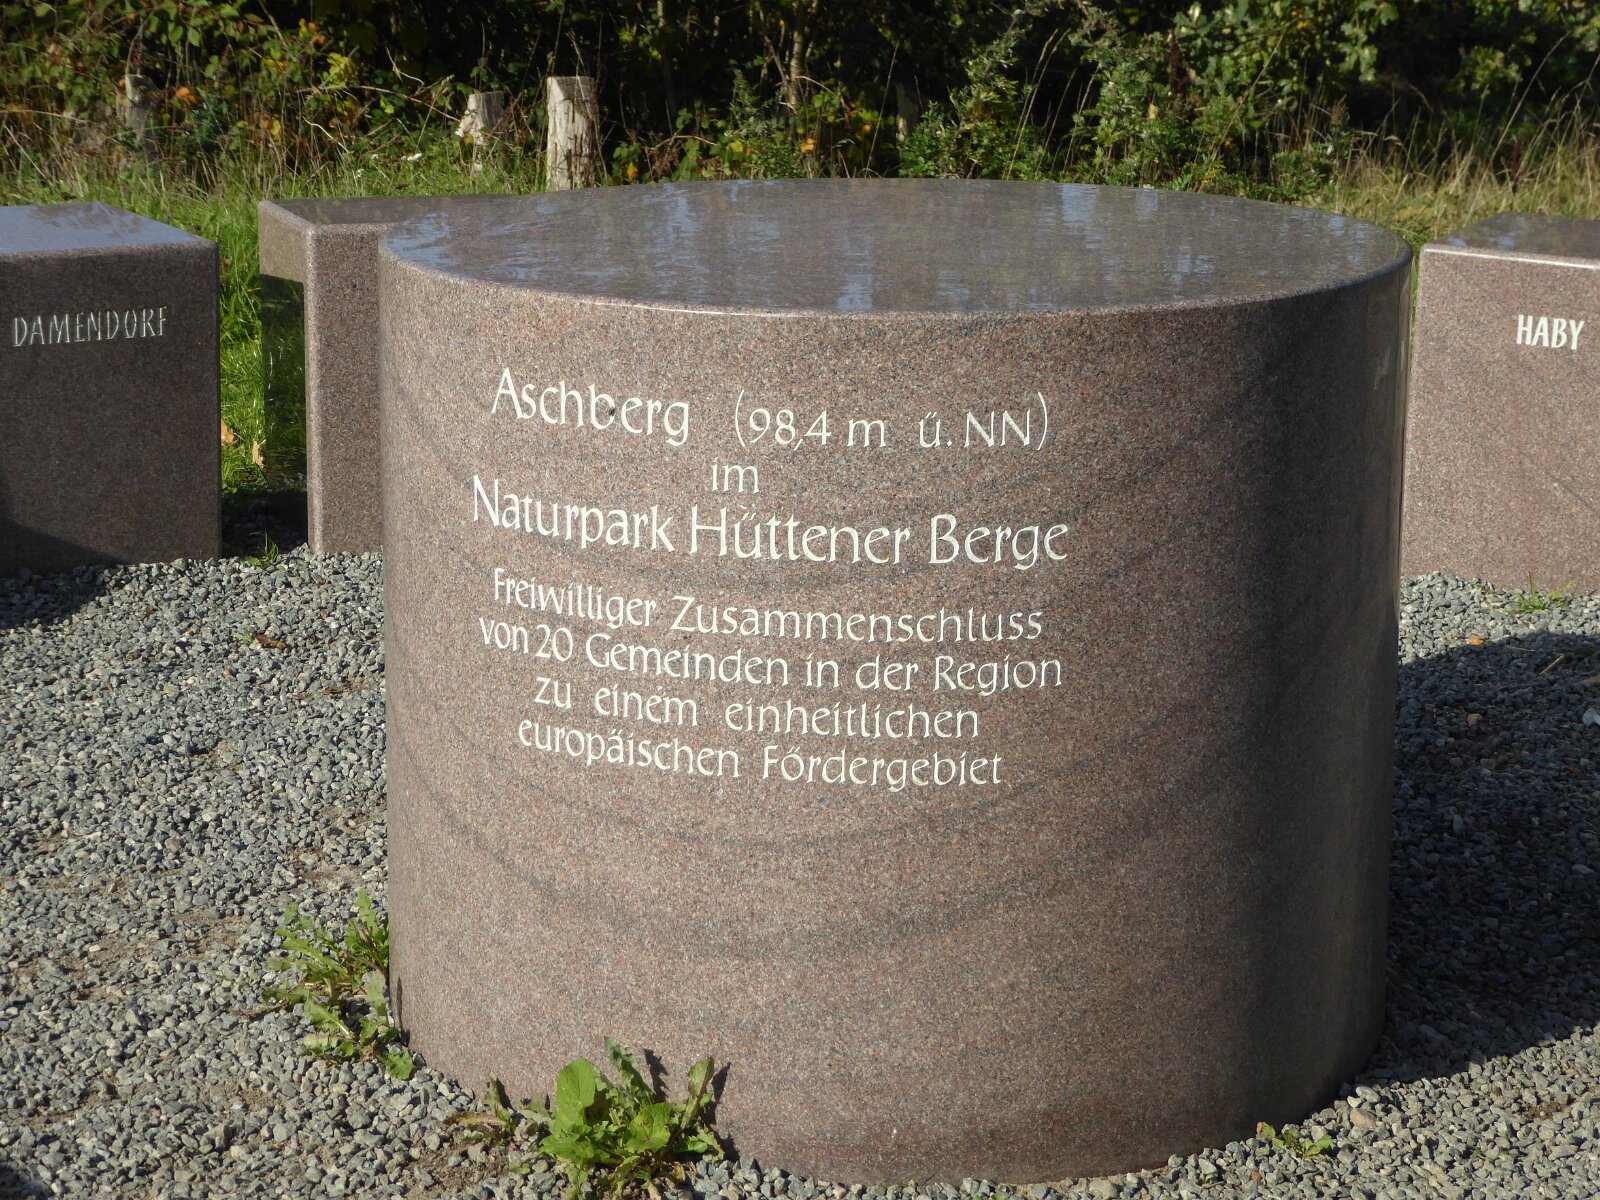 DAMENDORF
HABY
Aschberg (98,4 m ü. NN)
im
Naturpark Hüttener Berge
Freiwilliger Zusammenschluss
von 20 Gemeinden in der Region
zu einem einheitlichen
europäischen Fördergebiet